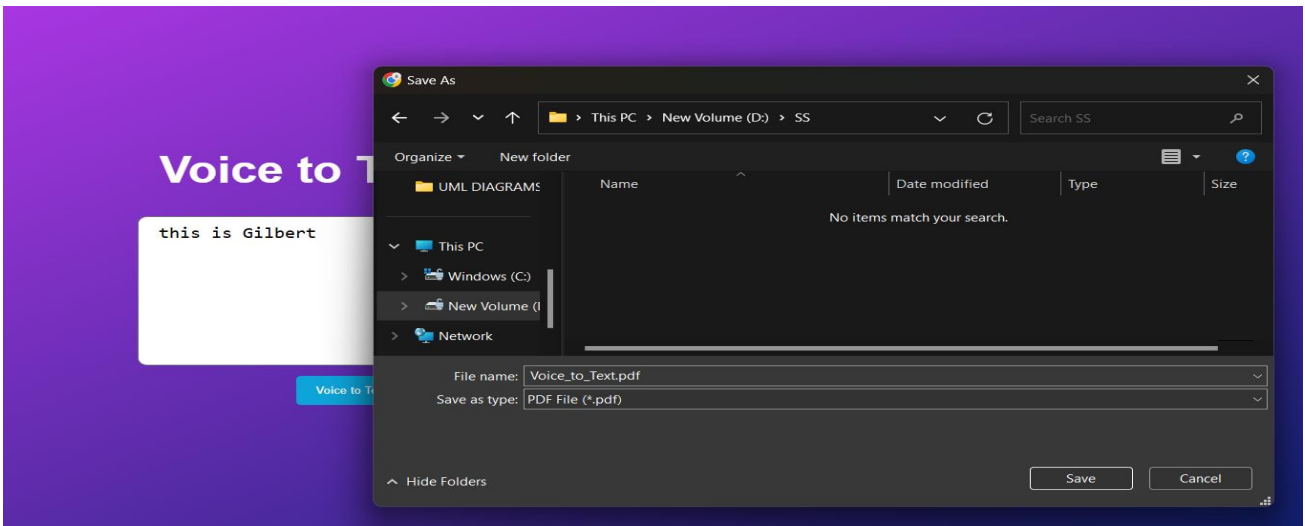 Save As
This PC > New Volume (D:) > SS
Search SS
Organize
New folder
Voice to
UML DIAGRAMS
Name
Date modified
Type
Size
No items match your search.
this is Gilbert
This PC
Windows (C:)
New Volume (
Network
File name: Voice_to_Text.pdf
Voice to
Save as type: PDF File (*.pdf)
Hide Folders
Save
Cancel